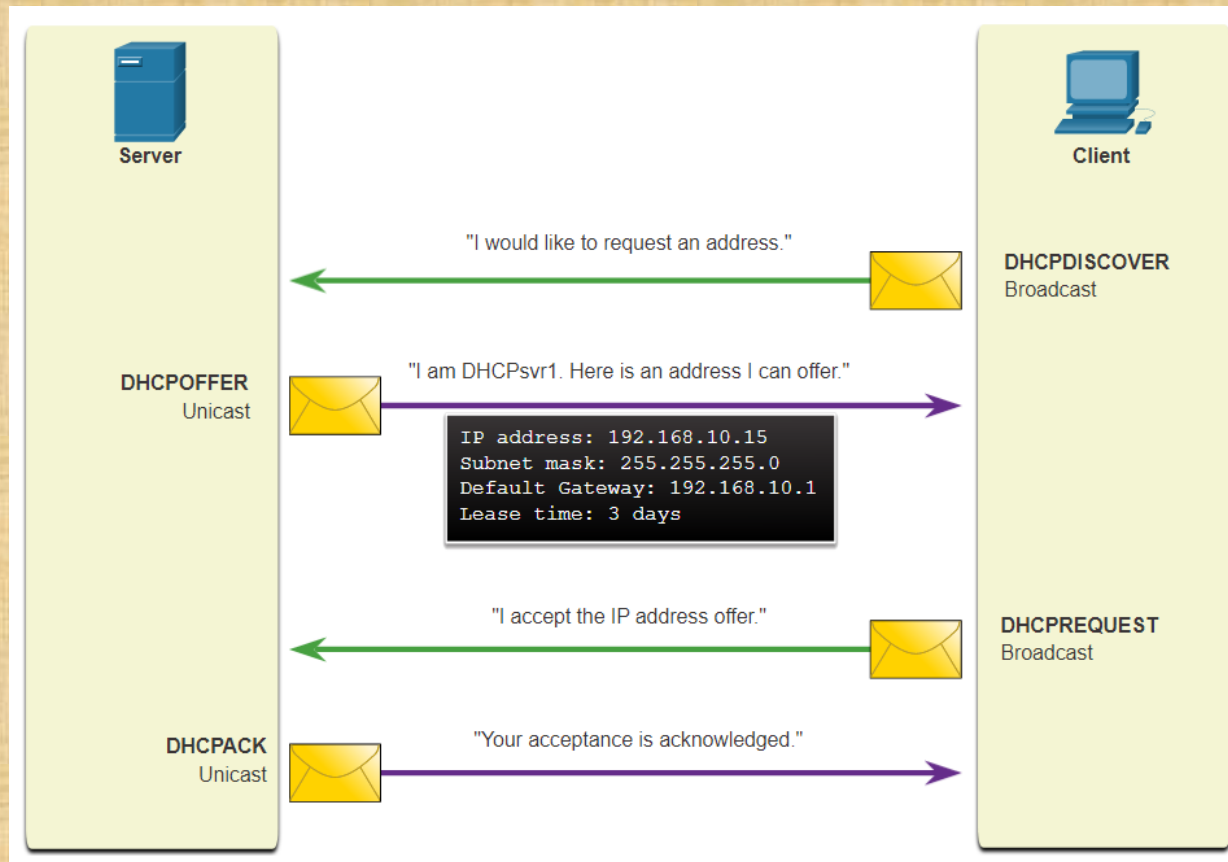 Server
Client
"I would like to request an address."
DHCPDISCOVER
Broadcast
"I am DHCPsvr1. Here is an address I can offer."
DHCPOFFER
Unicast
IP address: 192.168.10.15
Subnet mask: 255.255.255.0
Default Gateway: 192.168.10.1
Lease time: 3 days
"I accept the IP address offer."
DHCPREQUEST
Broadcast
"Your acceptance is acknowledged."
DHCPACK
Unicast